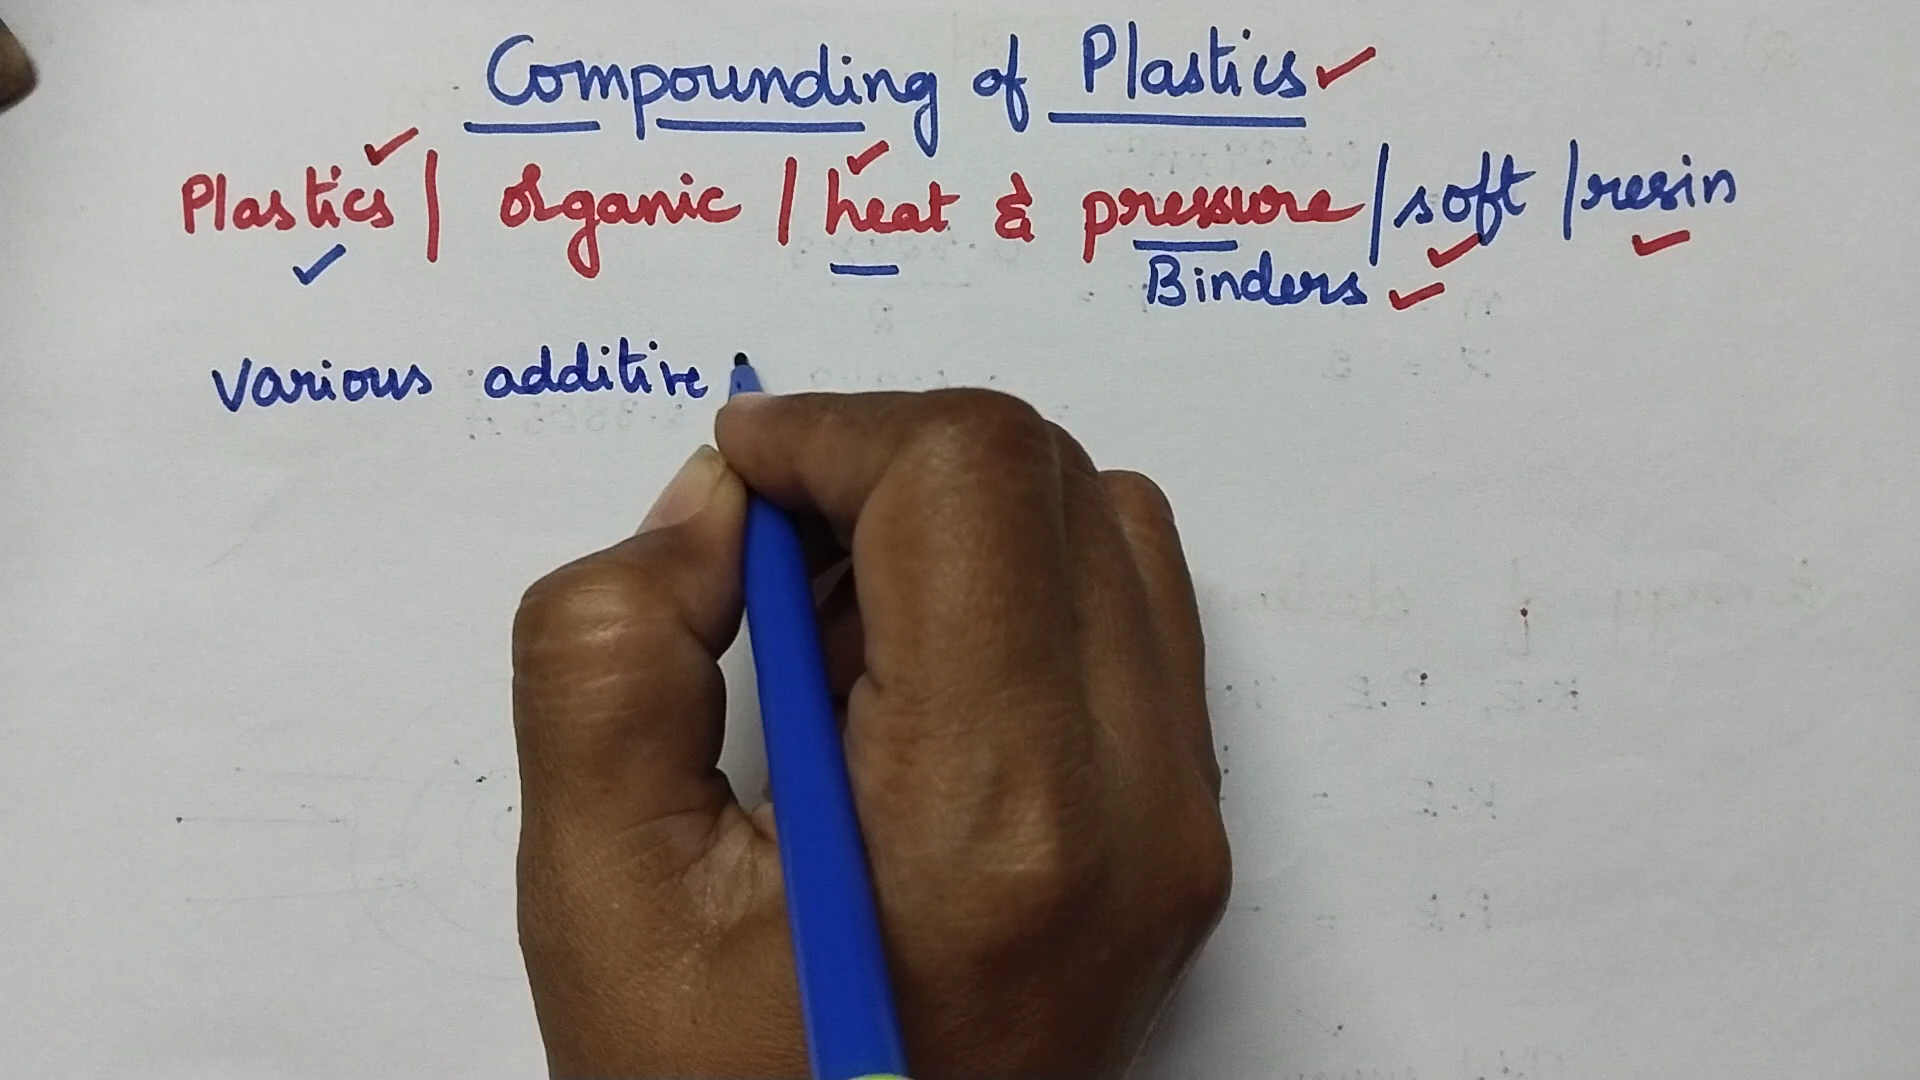 Compounding of Plastics
Plastics / organic / heat & pressure / soft / resin
Binders
various additive